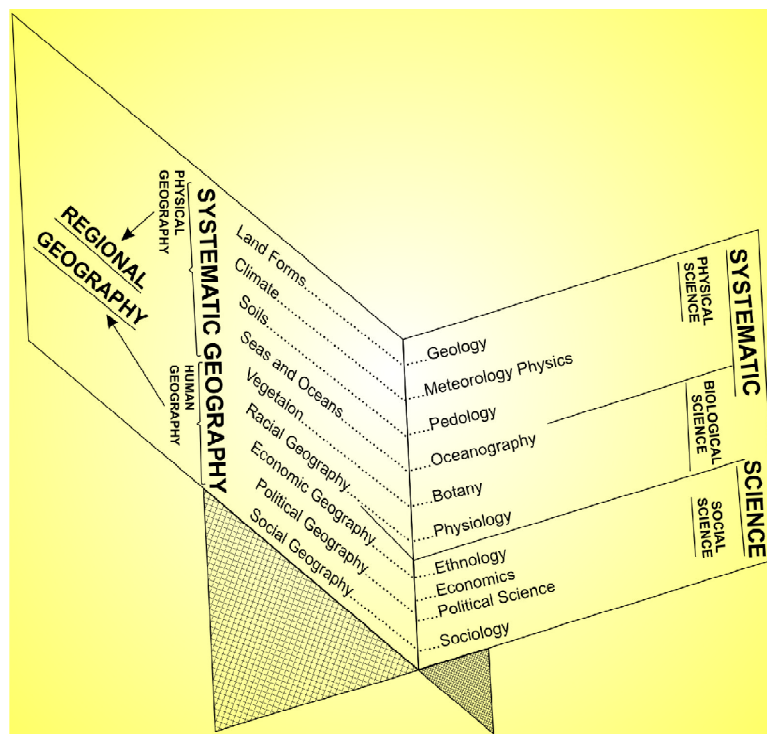 REGIONAL
GEOGRAPHY
PHYSICAL
GEOGRAPHY
HUMAN
GEOGRAPHY
SYSTEMATIC GEOGRAPHY
Land Forms
Climate
Soils
Seas and Oceans
Vegetaion
Racial Geography
Economic Geography
Political Geography
Social Geography
Geology
Meteorology Physics
Pedology
Oceanography
Botany
Physiology
Ethnology
Economics
Political Science
Sociology
PHYSICAL
SCIENCE
BIOLOGICAL
SCIENCE
SOCIAL
SCIENCE
SYSTEMATIC SCIENCE